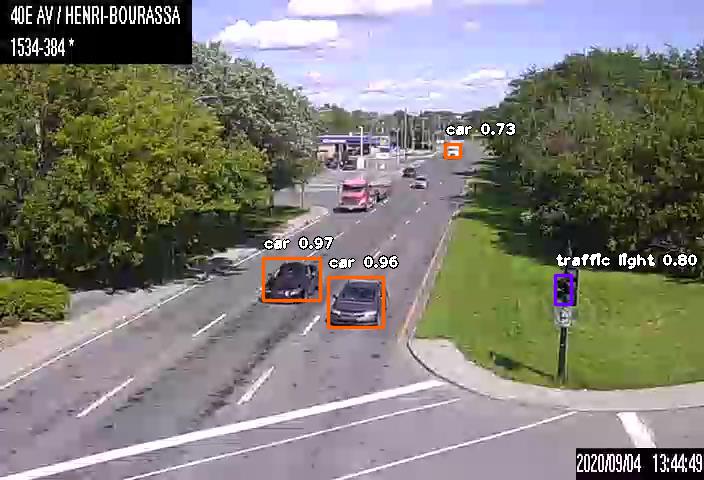 40E AV / HENRI-BOURASSA
1534-384 *
car 0.73
car 0.97
car 0.96
traffic light 0.80
2020/09/04 13:44:49